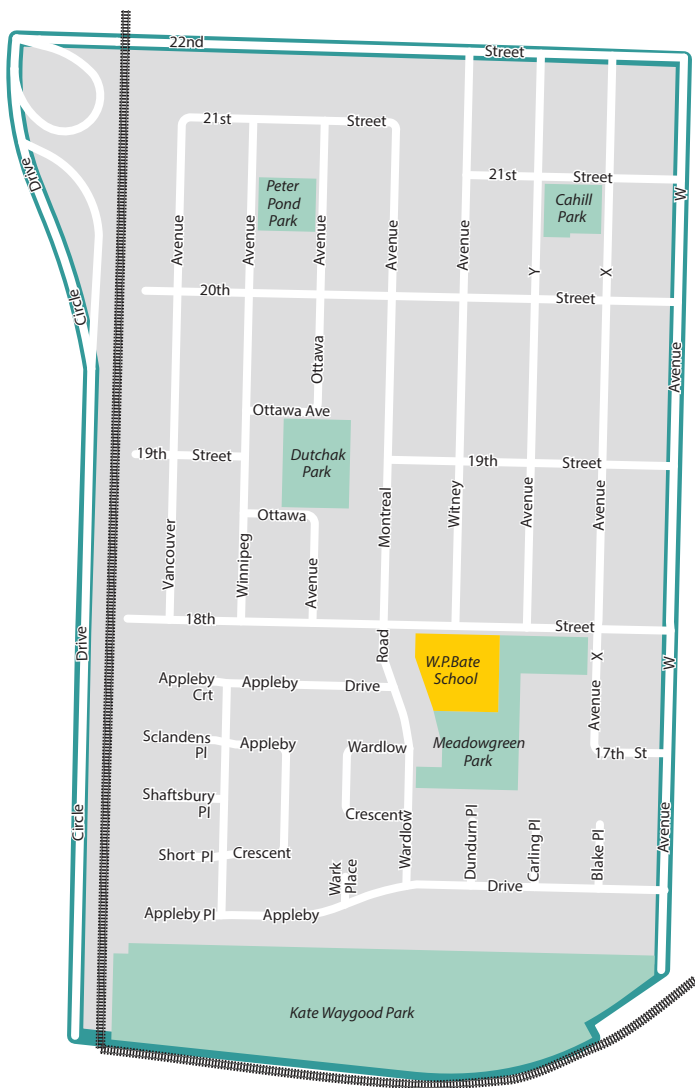 22nd
Street
21st
Street
Drive
Peter
Pond
Park
21st
Street
Cahill
Park
W
Avenue
Avenue
Avenue
Avenue
Avenue
Y
X
Circle
20th
Street
Ottawa
Avenue
Ottawa Ave
19th
Street
Dutchak
Park
19th
Street
Vancouver
Winnipeg
Ottawa
Avenue
Montreal
Witney
Avenue
Avenue
18th
Street
Drive
Road
W.P.Bate
School
X
W
Appleby
Crt
Appleby
Drive
Avenue
Sclandens
Pl
Appleby
Wardlow
Meadowgreen
Park
17th St
Shaftsbury
Pl
Crescent
Circle
Wardlow
Dundurn Pl
Carling Pl
Blake Pl
Avenue
Short Pl
Crescent
Wark
Place
Drive
Appleby Pl
Appleby
Kate Waygood Park